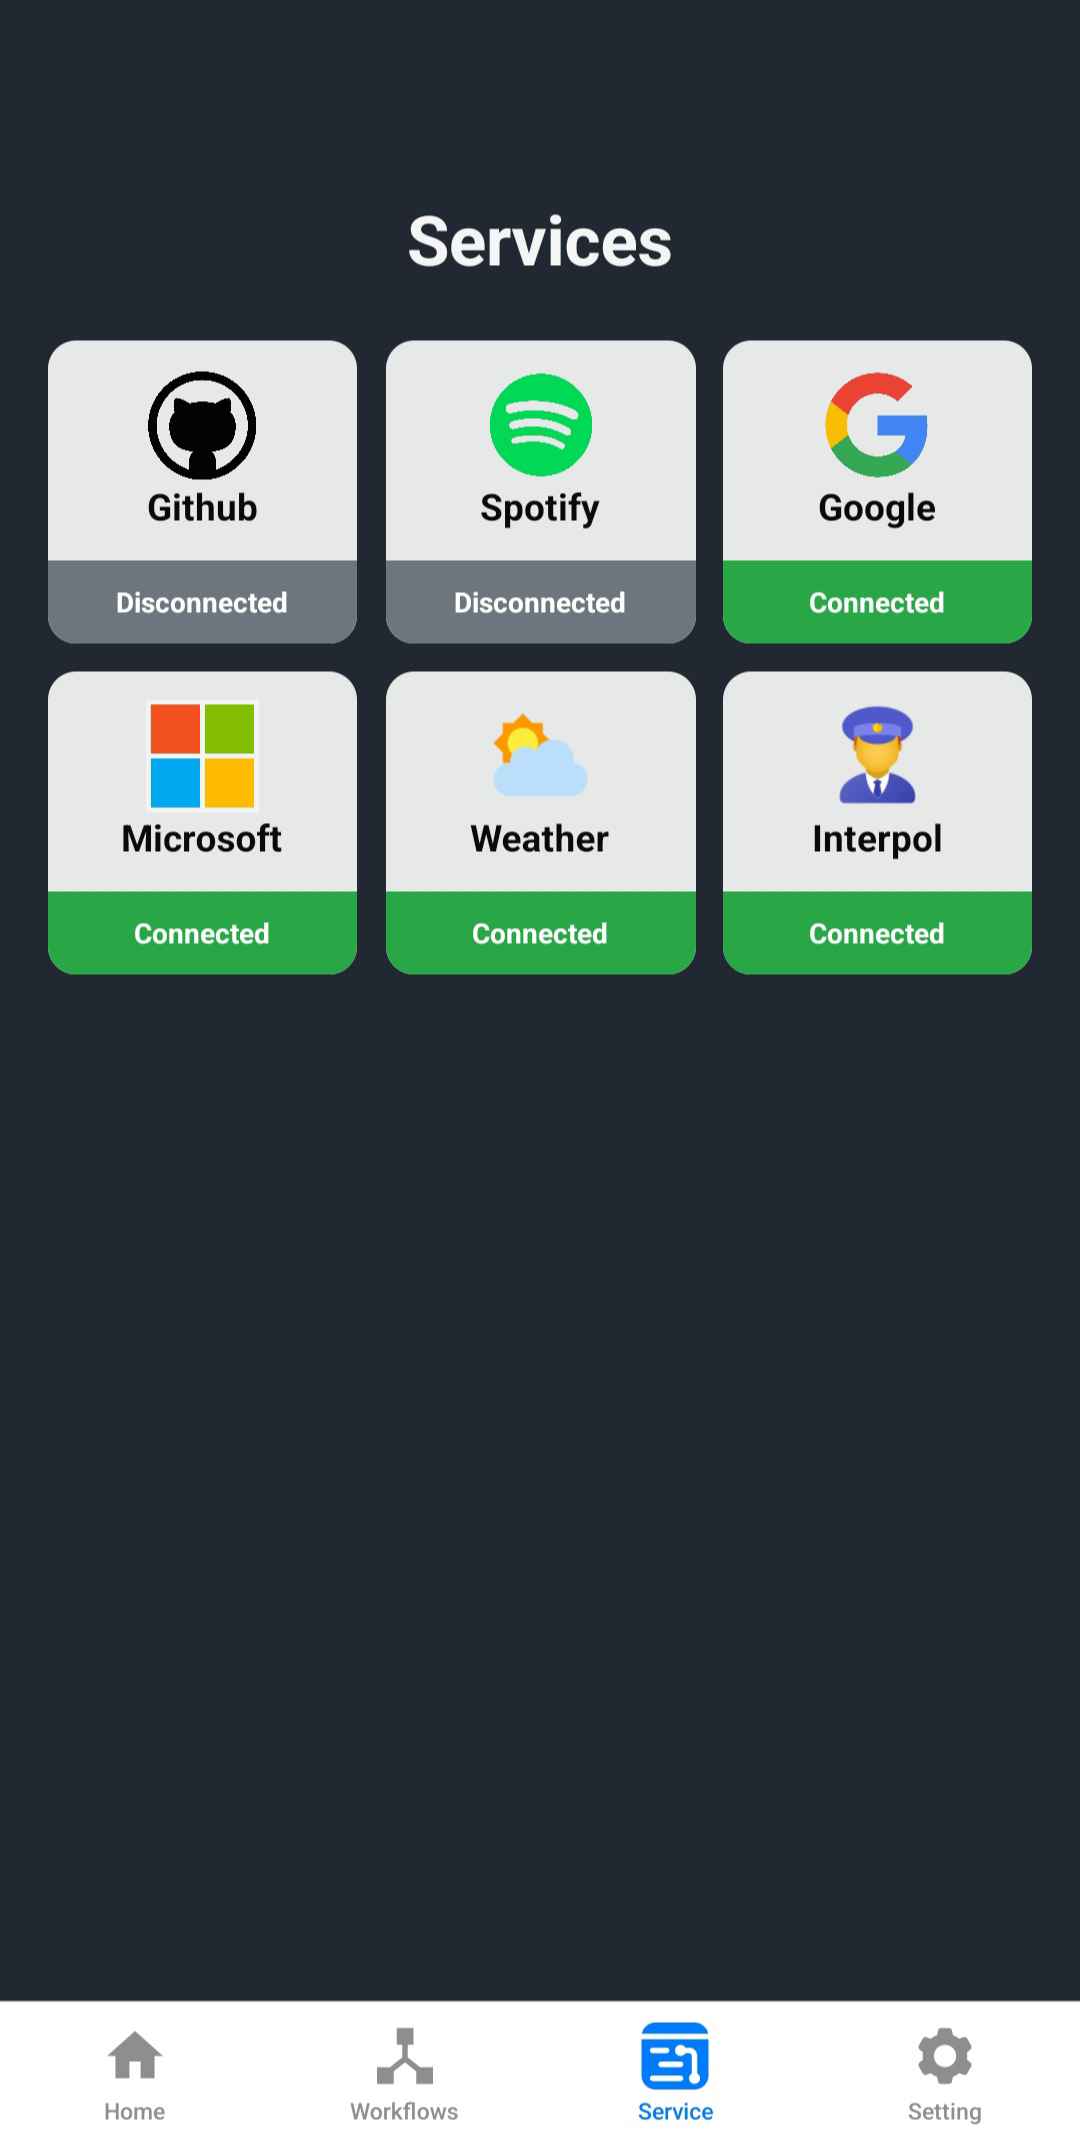 Services
Github
Spotify
Google
Disconnected
Disconnected
Connected
Microsoft
Weather
Interpol
Connected
Connected
Connected
Home
Workflows
Service
Setting